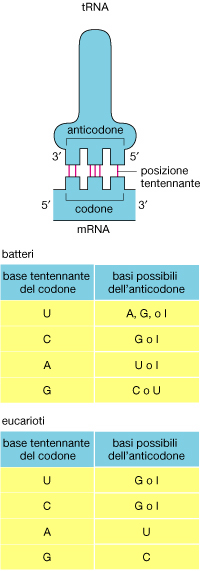 tRNA
anticodone
3′ 5′
posizione
tentennante
5′ 3′
codone
mRNA
batteri
base tentennante del codone
basi possibili dell'anticodone
U A, G, o I
C G o I
A U o I
G C o U
eucarioti
base tentennante del codone
basi possibili dell'anticodone
U G o I
C G o I
A U
G C